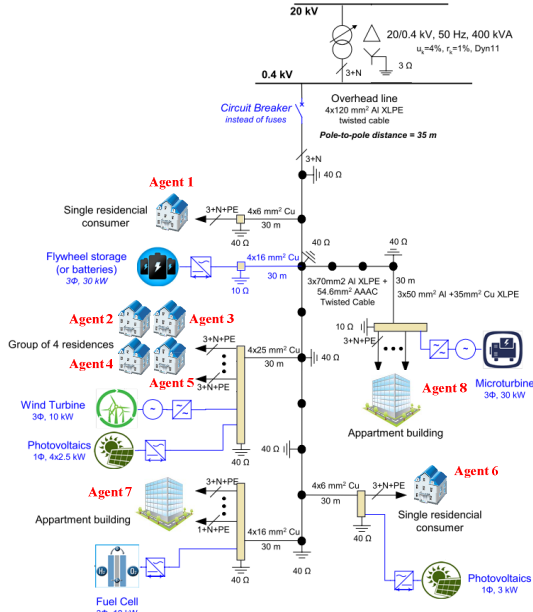 20 kV
20/0.4 kV, 50 Hz, 400 kVA
uk=4%, rk=1%, Dyn11
3 Ω
3+N
0.4 kV
Circuit Breaker
instead of fuses
Overhead line
4x120 mm² Al XLPE
twisted cable
Pole-to-pole distance = 35 m
3+N
40 Ω
Agent 1
Single residencial
consumer
3+N+PE
4x6 mm² Cu
30 m
40 Ω
40 Ω
40 Ω
Flywheel storage
(or batteries)
3Φ, 30 kW
4x16 mm² Cu
30 m
10 Ω
3x70mm2 Al XLPE +
54.6mm2 AAAC
Twisted Cable
30 m
3x50 mm2 Al +35mm2 Cu XLPE
10 Ω
3+N+PE
Agent 2
Agent 3
Group of 4 residences
Agent 4
Agent 5
3+N+PE
3+N+PE
4x25 mm² Cu
30 m
40 Ω
Agent 8
Microturbine
3Φ, 30 kW
Appartment building
Wind Turbine
3Φ, 10 kW
Photovoltaics
1Φ, 4x2.5 kW
40 Ω
40 Ω
Agent 6
4x6 mm² Cu
30 m
3+N+PE
Single residencial
consumer
Agent 7
3+N+PE
Appartment building
1+N+PE
4x16 mm² Cu
30 m
40 Ω
40 Ω
40 Ω
Photovoltaics
1Φ, 3 kW
H₂
O₂
Fuel Cell